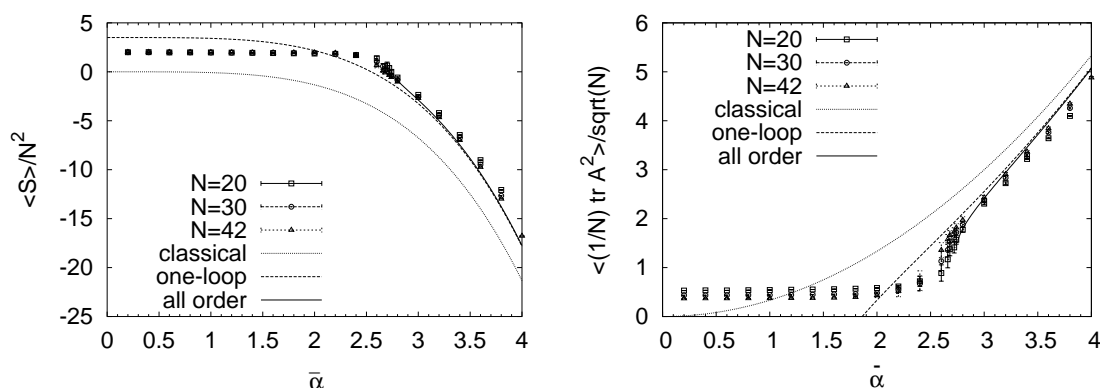 <S>/N²
5
0
-5
-10
-15
-20
-25
N=20
N=30
N=42
classical
one-loop
all order
0 0.5 1 1.5 2 2.5 3 3.5 4
ᾱ
<(1/N) tr A²>/sqrt(N)
6
5
4
3
2
1
0
N=20
N=30
N=42
classical
one-loop
all order
0 0.5 1 1.5 2 2.5 3 3.5 4
ᾱ